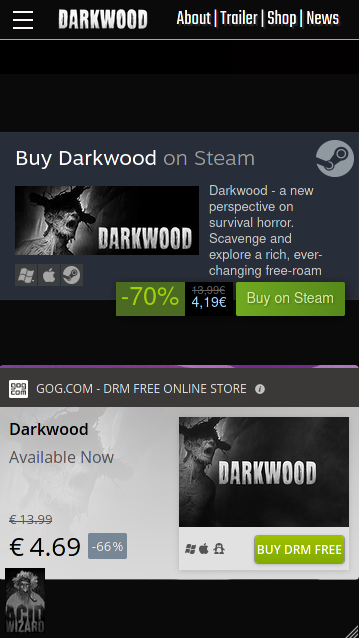 DARKWOOD
About | Trailer | Shop | News
Buy Darkwood on Steam
DARKWOOD
Darkwood - a new
perspective on
survival horror.
Scavenge and
explore a rich, ever-
changing free-roam
-70%
13,99€
4,19€
Buy on Steam
gog
com
GOG.COM - DRM FREE ONLINE STORE
Darkwood
Available Now
€ 13.99
€ 4.69
-66%
DARKWOOD
BUY DRM FREE
ACID
WIZARD